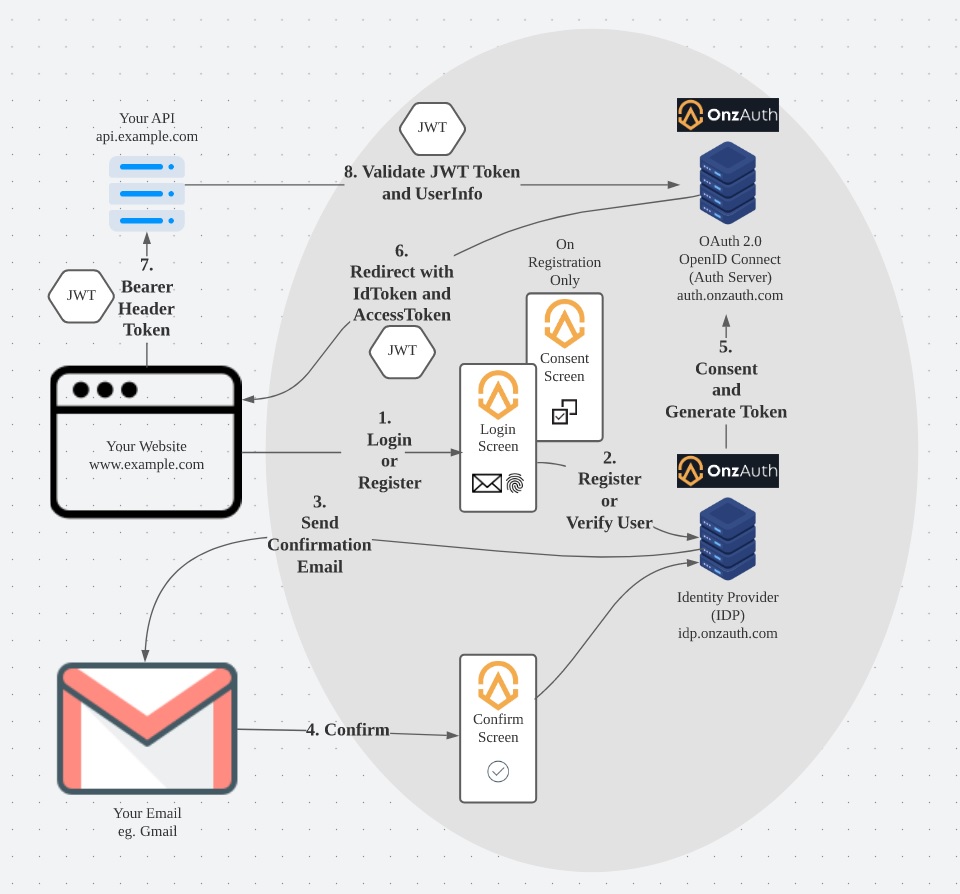 Your API
api.example.com
JWT
8. Validate JWT Token
and UserInfo
OnzAuth
OAuth 2.0
OpenID Connect
(Auth Server)
auth.onzauth.com
6.
Redirect with
IdToken and
AccessToken
JWT
On
Registration
Only
7.
Bearer
Header
Token
JWT
Consent
Screen
Login
Screen
5.
Consent
and
Generate Token
Your Website
www.example.com
1.
Login
or
Register
2.
Register
or
Verify User
OnzAuth
3.
Send
Confirmation
Email
Identity Provider
(IDP)
idp.onzauth.com
4. Confirm
Confirm
Screen
Your Email
eg. Gmail